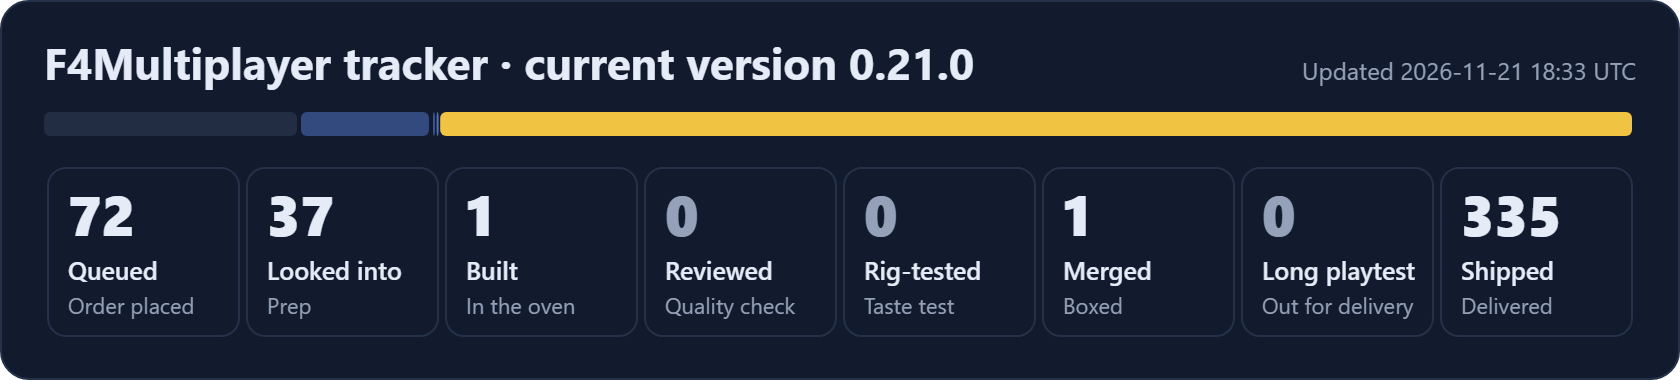 F4Multiplayer tracker · current version 0.21.0
Updated 2026-11-21 18:33 UTC
72
Queued
Order placed
37
Looked into
Prep
1
Built
In the oven
0
Reviewed
Quality check
0
Rig-tested
Taste test
1
Merged
Boxed
0
Long playtest
Out for delivery
335
Shipped
Delivered